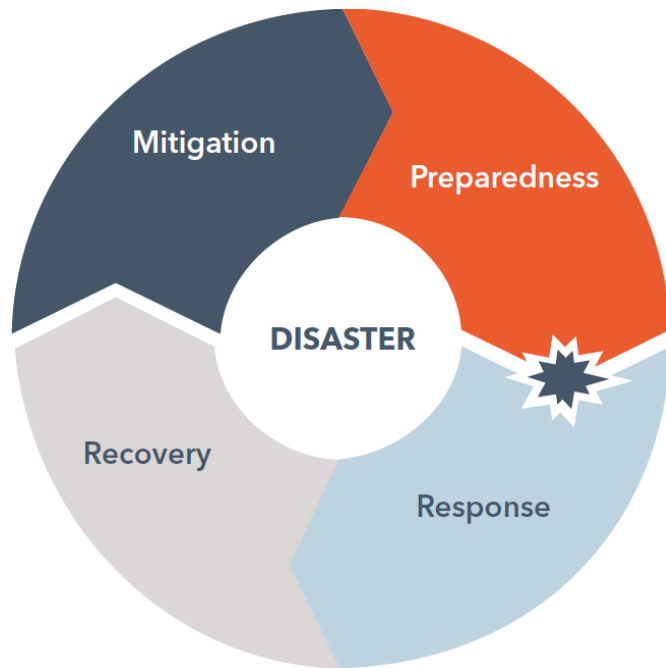 Mitigation
Preparedness
DISASTER
Recovery
Response